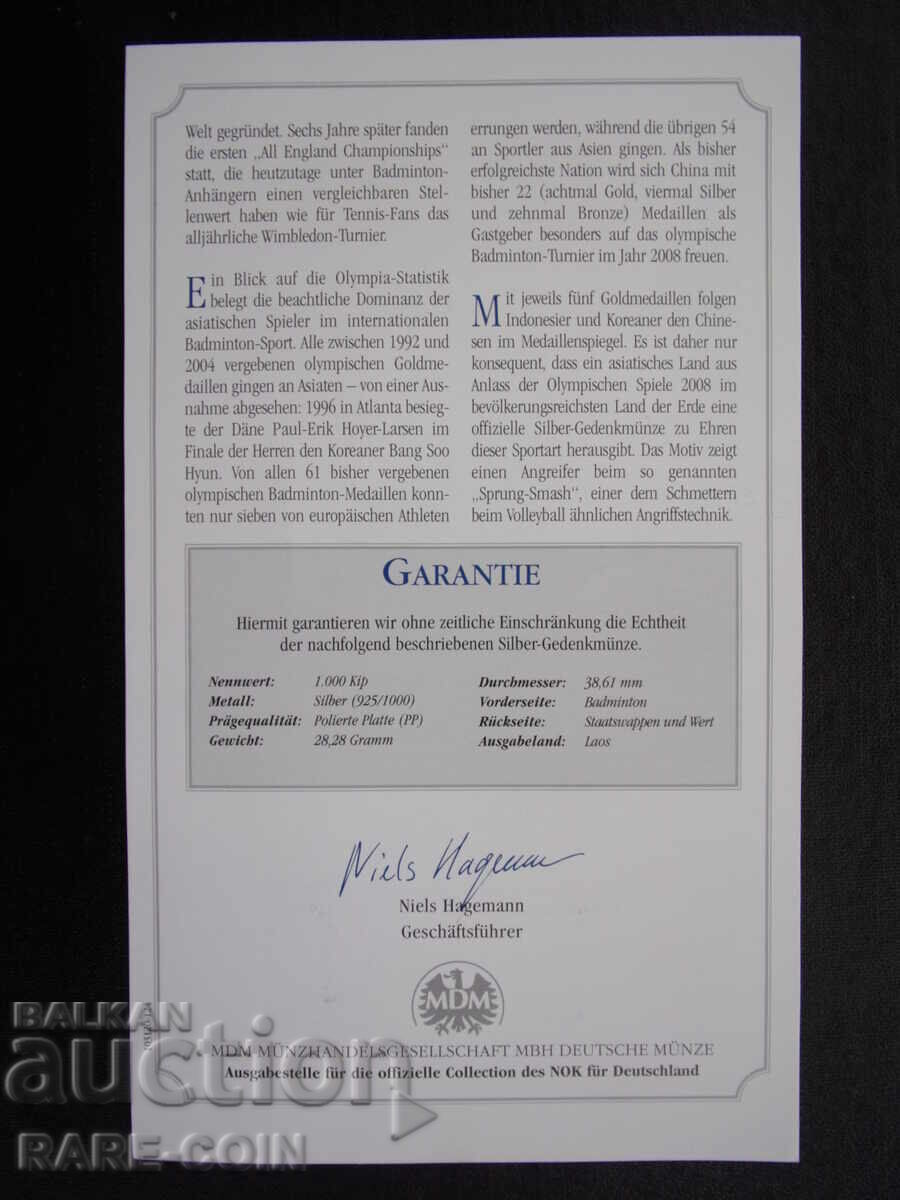 Welt gegründet. Sechs Jahre später fanden
die ersten „All England Championships“
statt, die heutzutage unter Badminton-
Anhängern einen vergleichbaren Stel-
lenwert haben wie für Tennis-Fans das
alljährliche Wimbledon-Turnier.
Ein Blick auf die Olympia-Statistik
belegt die beachtliche Dominanz der
asiatischen Spieler im internationalen
Badminton-Sport. Alle zwischen 1992 und
2004 vergebenen olympischen Goldme-
daillen gingen an Asiaten – von einer Aus-
nahme abgesehen: 1996 in Atlanta besieg-
te der Däne Paul-Erik Hoyer-Larsen im
Finale der Herren den Koreaner Bang Soo
Hyun. Von allen 61 bisher vergebenen
olympischen Badminton-Medaillen konn-
ten nur sieben von europäischen Athleten
errungen werden, während die übrigen 54
an Sportler aus Asien gingen. Als bisher
erfolgreichste Nation wird sich China mit
bisher 22 (achtmal Gold, viermal Silber
und zehnmal Bronze) Medaillen als
Gastgeber besonders auf das olympische
Badminton-Turnier im Jahr 2008 freuen.
Mit jeweils fünf Goldmedaillen folgen
Indonesier und Koreaner den Chine-
sen im Medaillenspiegel. Es ist daher nur
konsequent, dass ein asiatisches Land aus
Anlass der Olympischen Spiele 2008 im
bevölkerungsreichsten Land der Erde eine
offizielle Silber-Gedenkmünze zu Ehren
dieser Sportart herausgibt. Das Motiv zeigt
einen Angreifer beim so genannten
„Sprung-Smash“, einer dem Schmettern
beim Volleyball ähnlichen Angriffstechnik.
GARANTIE
Hiermit garantieren wir ohne zeitliche Einschränkung die Echtheit
der nachfolgend beschriebenen Silber-Gedenkmünze.
Nennwert: 1.000 Kip
Metall: Silber (925/1000)
Prägequalität: Polierte Platte (PP)
Gewicht: 28,28 Gramm
Durchmesser: 38,61 mm
Vorderseite: Badminton
Rückseite: Staatswappen und Wert
Ausgabeland: Laos
Niels Hagemann
Niels Hagemann
Geschäftsführer
MDM
MDM MÜNZHANDELSGESELLSCHAFT MBH DEUTSCHE MÜNZE
Ausgabestelle für die offizielle Collection des NOK für Deutschland
BALKAN
auction
RARE-COIN